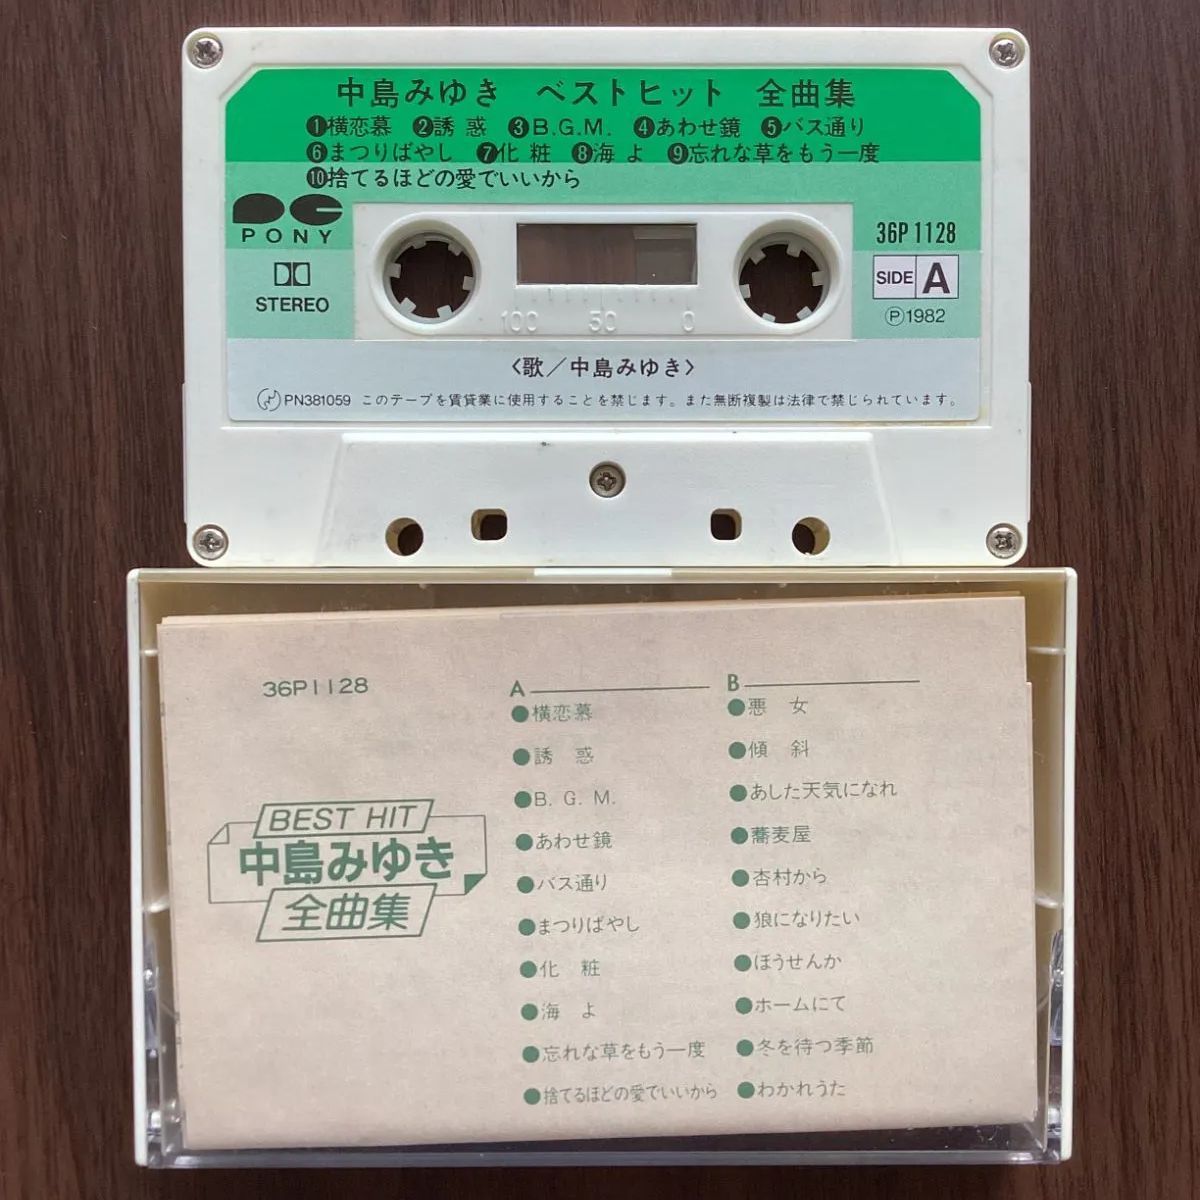 中島みゆき ベストヒット 全曲集
❶横恋慕 ❷誘 惑 ❸B.G.M. ❹あわせ鏡 ❺バス通り
❻まつりばやし ❼化 粧 ❽海 よ ❾忘れな草をもう一度
❿捨てるほどの愛でいいから
PONY
36P1128
STEREO
SIDE A
Ⓟ1982
100 50 0
〈歌／中島みゆき〉
PN381059 このテープを賃貸業に使用することを禁じます。また無断複製は法律で禁じられています。
36P1128
BEST HIT
中島みゆき
全曲集
A
●横恋慕
●誘 惑
●B. G. M.
●あわせ鏡
●バス通り
●まつりばやし
●化 粧
●海 よ
●忘れな草をもう一度
●捨てるほどの愛でいいから
B
●悪 女
●傾 斜
●あした天気になれ
●蕎麦屋
●杏村から
●狼になりたい
●ほうせんか
●ホームにて
●冬を待つ季節
●わかれうた